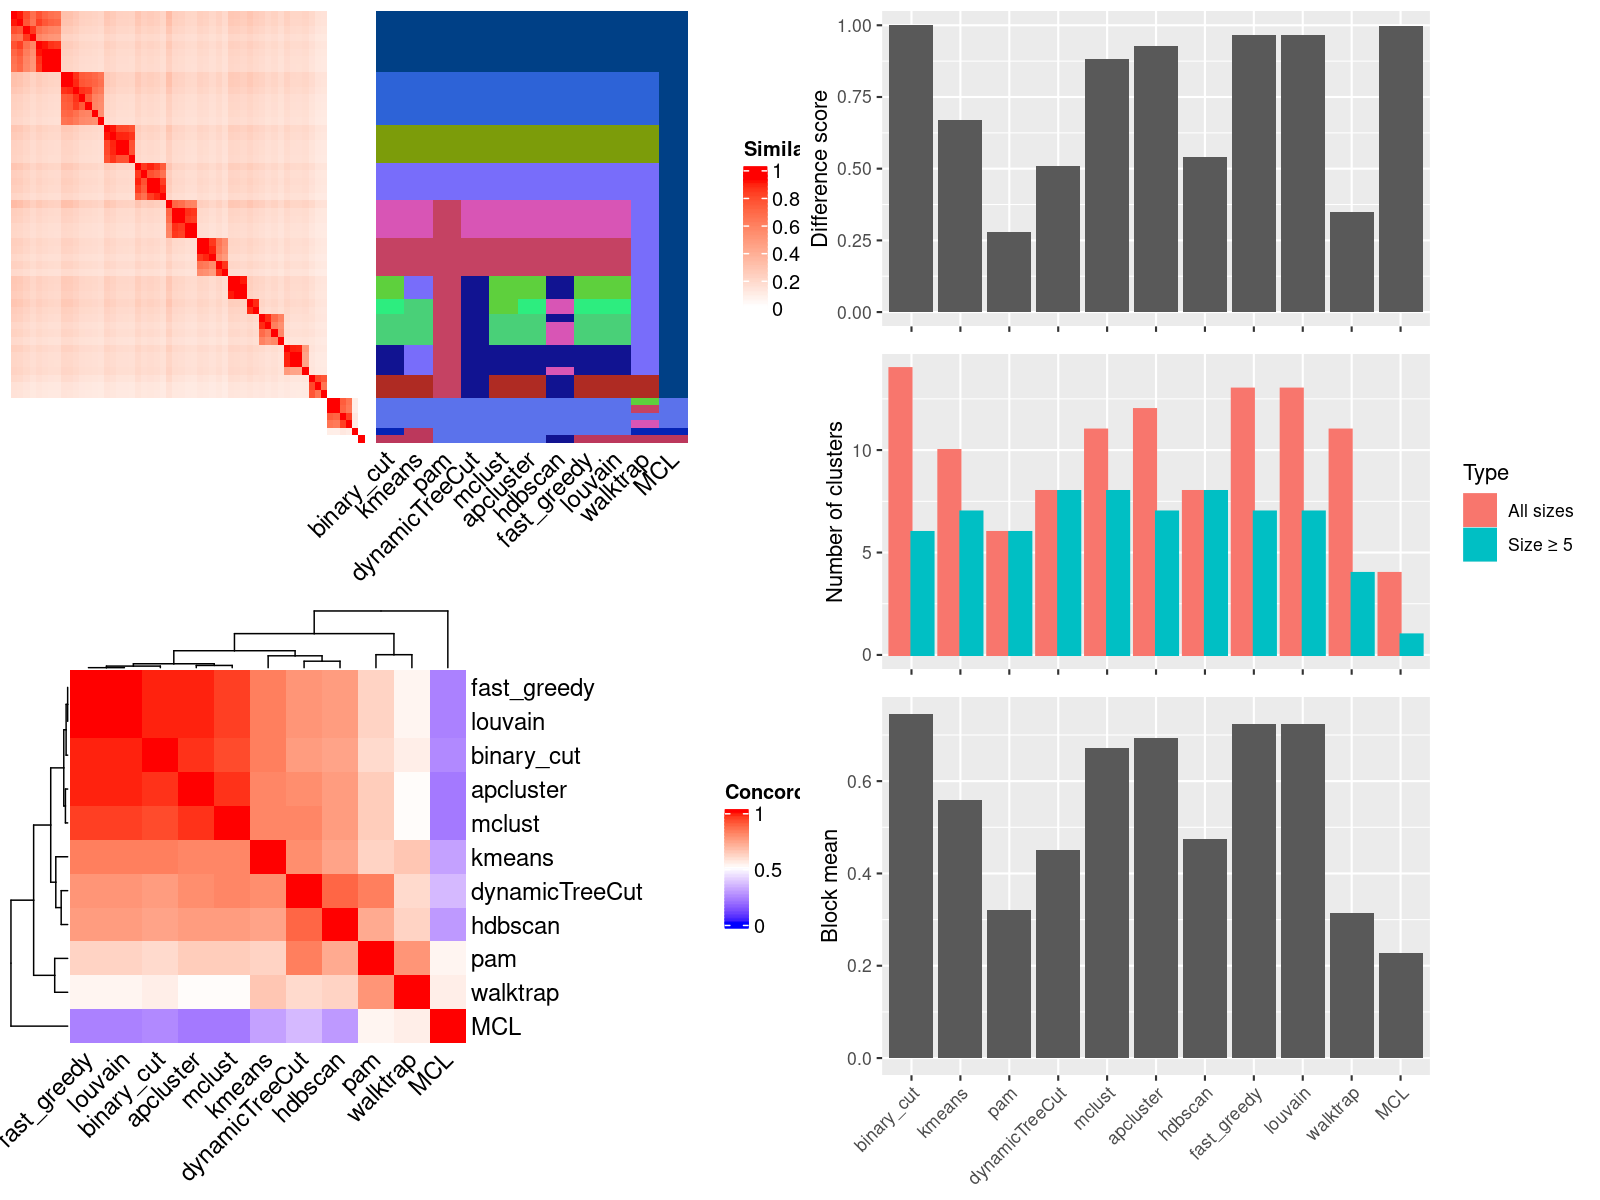 Simila
1
0.8
0.6
0.4
0.2
0
binary_cut
kmeans
pam
dynamicTreeCut
mclust
apcluster
hdbscan
fast_greedy
louvain
walktrap
MCL
fast_greedy
louvain
binary_cut
apcluster
mclust
kmeans
dynamicTreeCut
hdbscan
pam
walktrap
MCL
fast_greedy
louvain
binary_cut
apcluster
mclust
kmeans
dynamicTreeCut
hdbscan
pam
walktrap
MCL
Concorc
1
0.5
0
Difference score
1.00
0.75
0.50
0.25
0.00
Number of clusters
10
5
0
Type
All sizes
Size ≥ 5
Block mean
0.6
0.4
0.2
0.0
binary_cut
kmeans
pam
dynamicTreeCut
mclust
apcluster
hdbscan
fast_greedy
louvain
walktrap
MCL